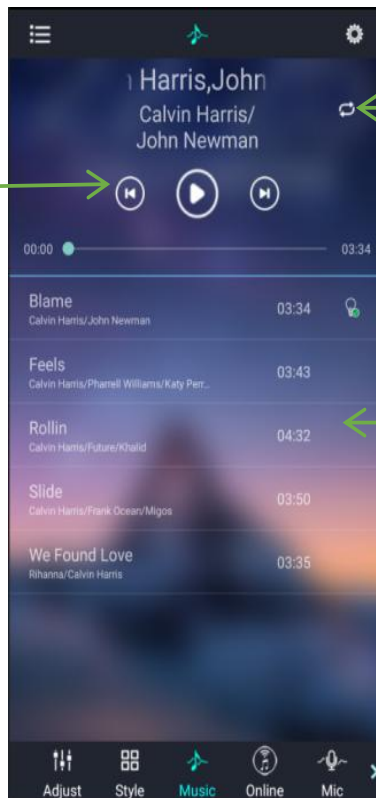 Harris,John
Calvin Harris/
John Newman
00:00 03:34
Blame 03:34
Calvin Harris/John Newman
Feels 03:43
Calvin Harris/Pharrell Williams/Katy Perr...
Rollin 04:32
Calvin Harris/Future/Khalid
Slide 03:50
Calvin Harris/Frank Ocean/Migos
We Found Love 03:35
Rihanna/Calvin Harris
Adjust Style Music Online Mic